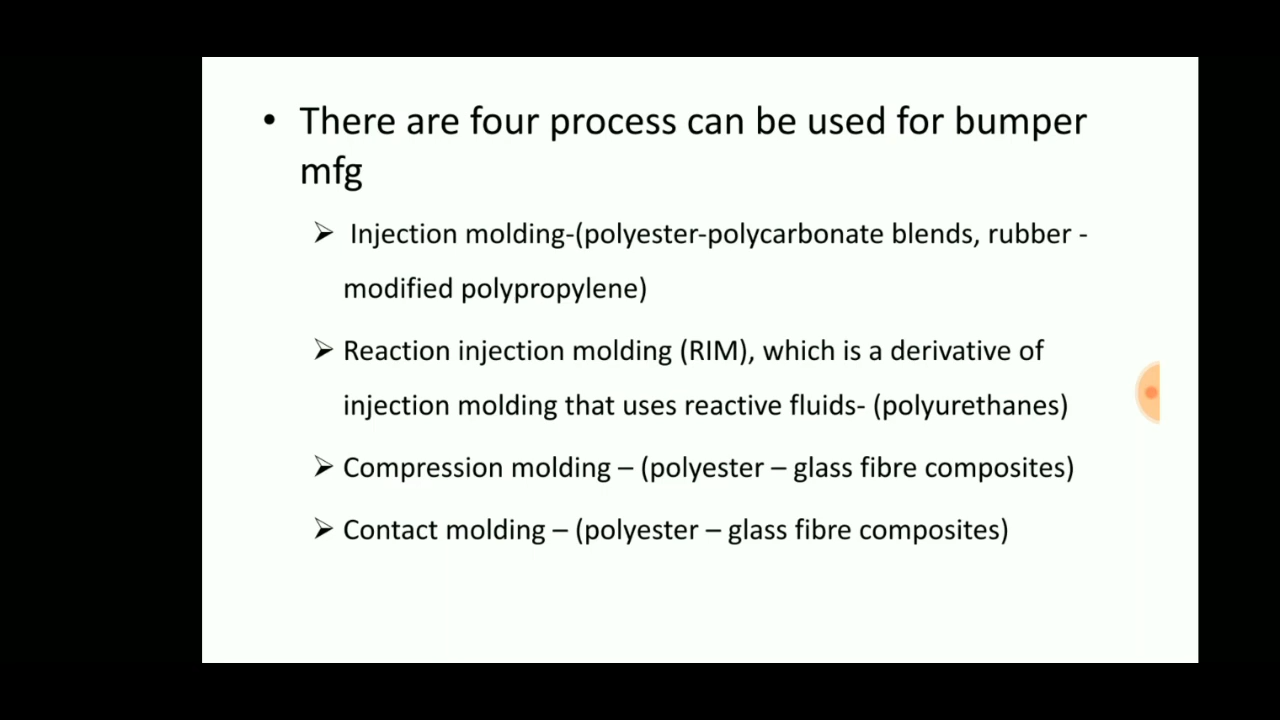 • There are four process can be used for bumper
mfg
➢ Injection molding-(polyester-polycarbonate blends, rubber -
modified polypropylene)
➢ Reaction injection molding (RIM), which is a derivative of
injection molding that uses reactive fluids- (polyurethanes)
➢ Compression molding – (polyester – glass fibre composites)
➢ Contact molding – (polyester – glass fibre composites)